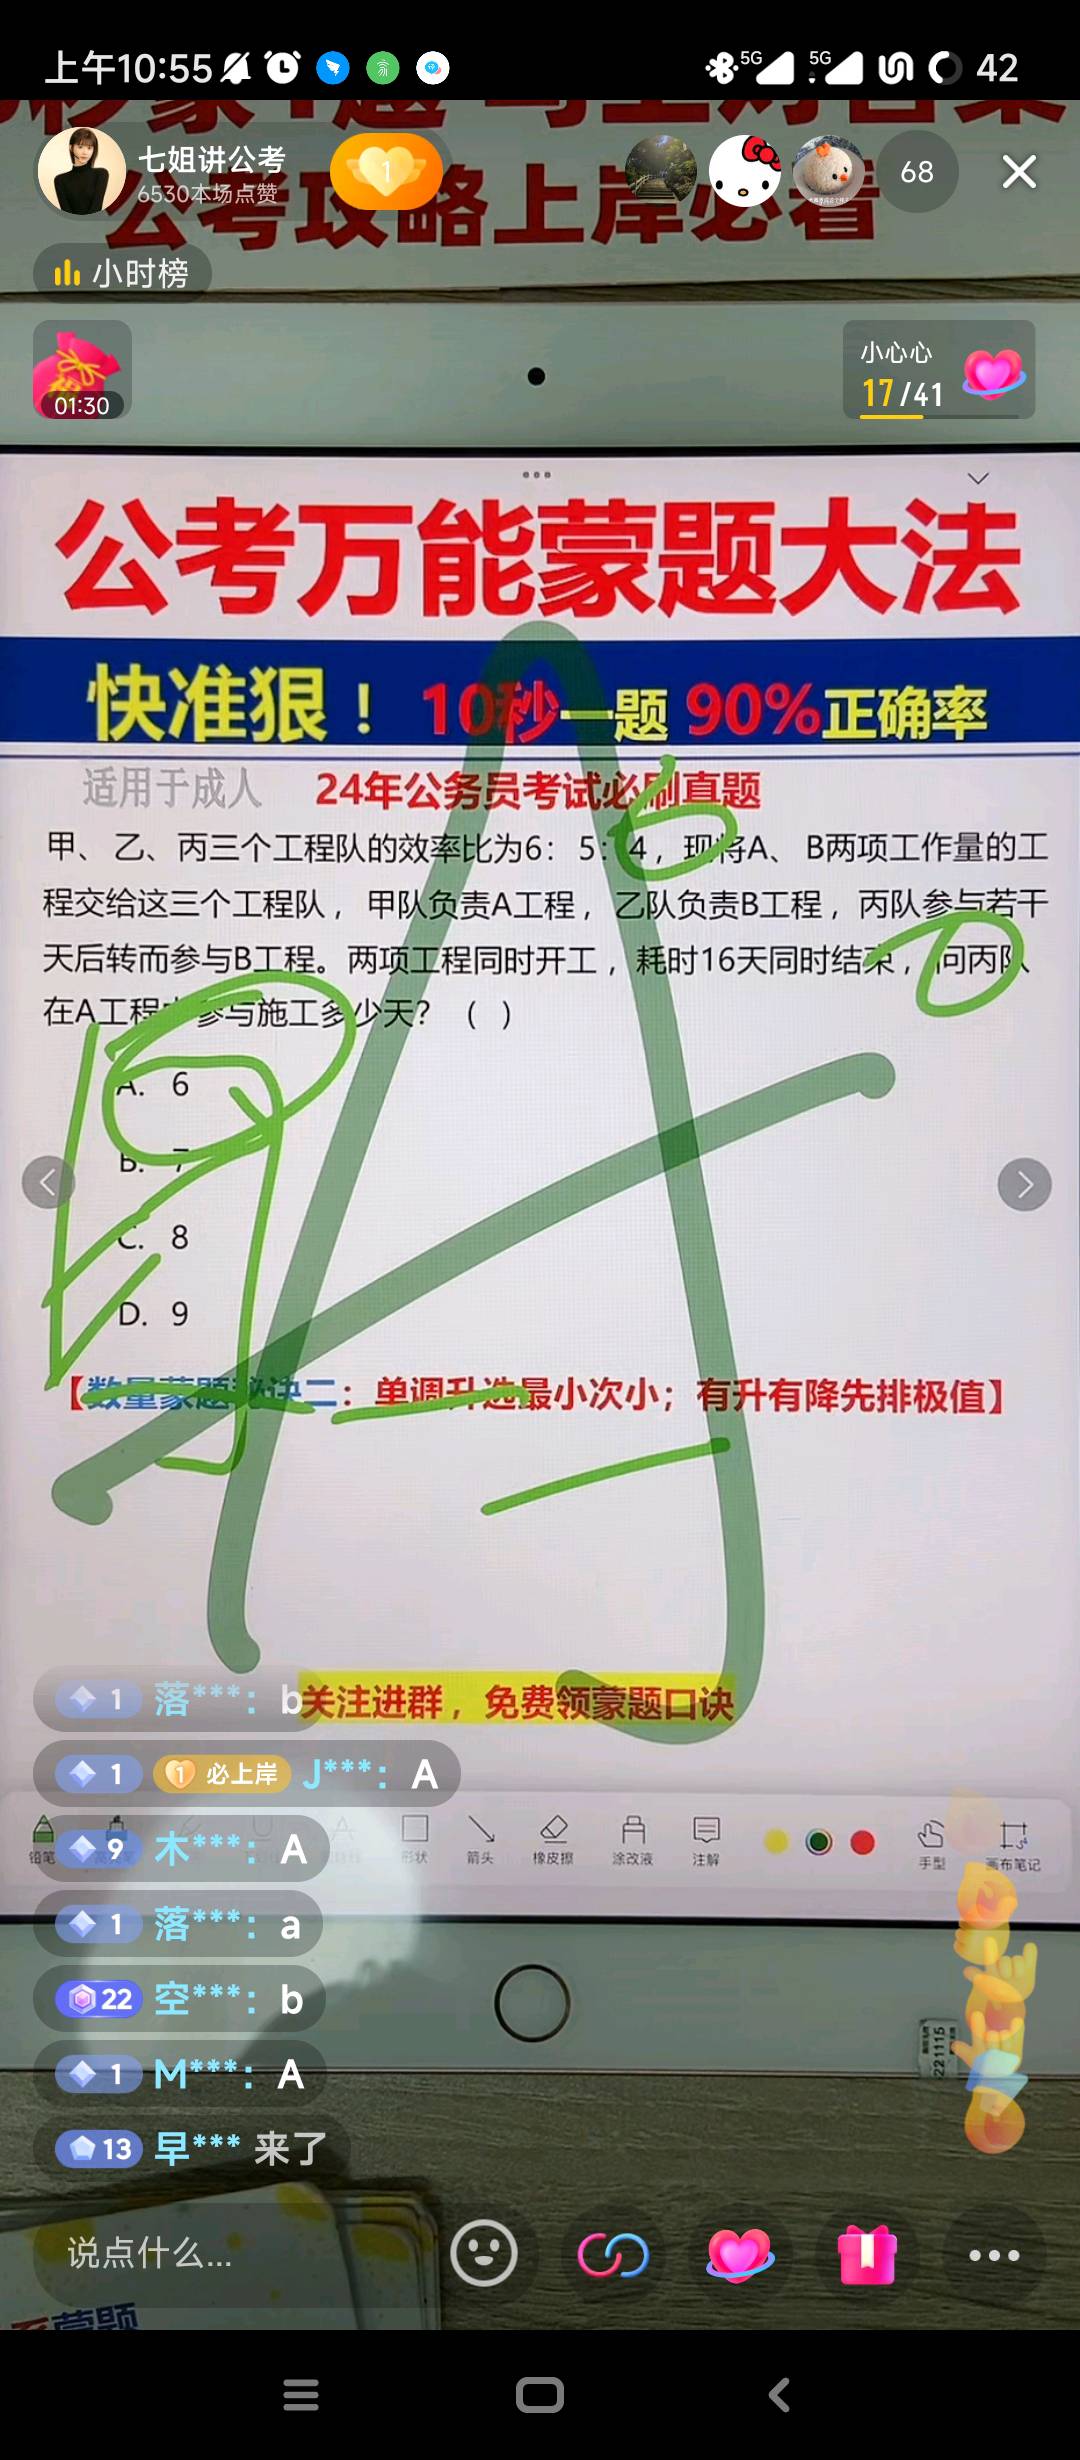 上午10:55
5G
5G
42
公考攻略上岸必看
七姐讲公考
6530本场点赞
1
68
小时榜
01:30
小心心
17/41
公考万能蒙题大法
快准狠！ 10秒一题 90%正确率
适用于成人 24年公务员考试必刷真题
甲、乙、丙三个工程队的效率比为6：5：4，现将A、B两项工作量的工
程交给这三个工程队，甲队负责A工程，乙队负责B工程，丙队参与若干
天后转而参与B工程。两项工程同时开工，耗时16天同时结束，问丙队
在A工程中参与施工多少天？（ ）
A. 6
B. 7
C. 8
D. 9
【数量蒙题秘诀二：单调升选最小次小；有升有降先排极值】
A
6
关注进群，免费领蒙题口诀
1 落***：b
1 1 必上岸 J***：A
9 木***：A
1 落***：a
22 空***：b
1 M***：A
13 早*** 来了
铅笔
形状
箭头
橡皮擦
涂改液
注解
手型
画布笔记
221115
说点什么...
蒙题